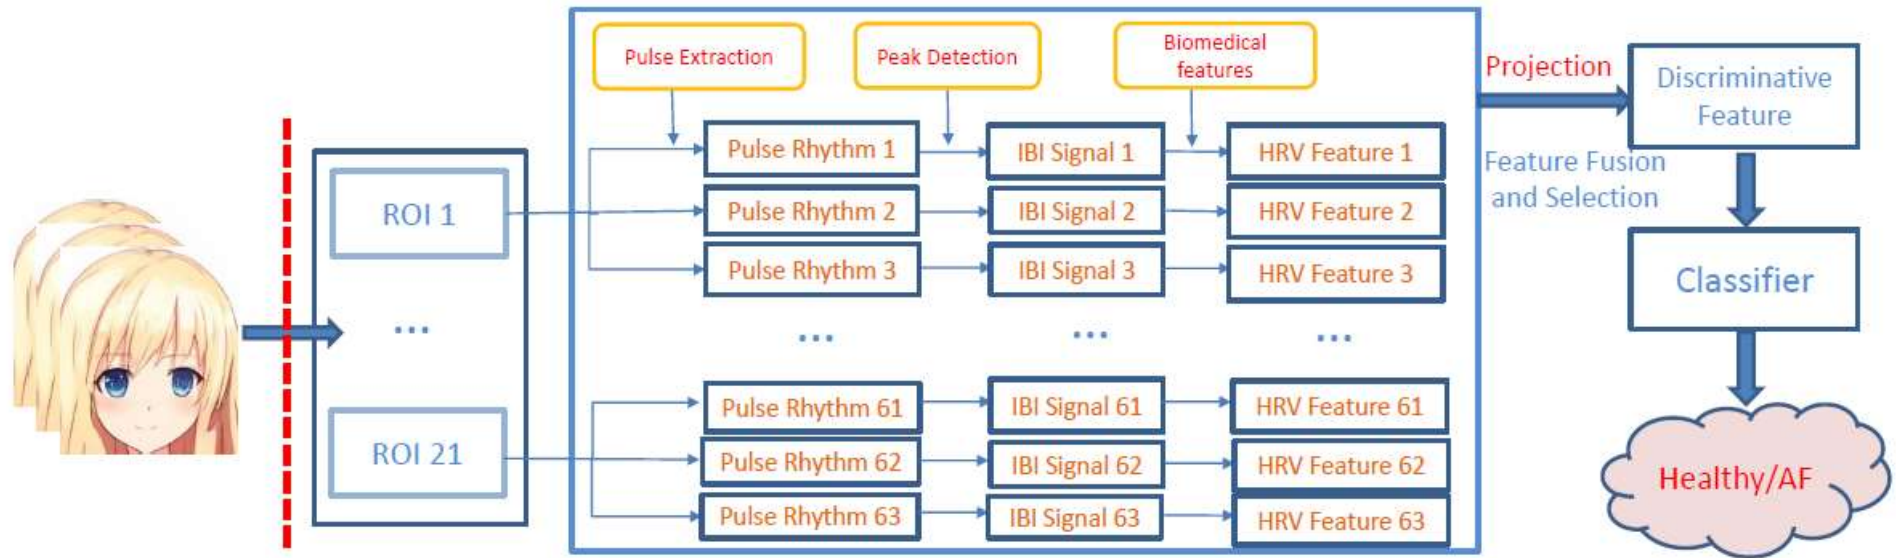 Pulse Extraction
Peak Detection
Biomedical
features
Projection
Discriminative
Feature
Feature Fusion
and Selection
ROI 1
Pulse Rhythm 1
IBI Signal 1
HRV Feature 1
Pulse Rhythm 2
IBI Signal 2
HRV Feature 2
Pulse Rhythm 3
IBI Signal 3
HRV Feature 3
Classifier
...
...
...
...
ROI 21
Pulse Rhythm 61
IBI Signal 61
HRV Feature 61
Pulse Rhythm 62
IBI Signal 62
HRV Feature 62
Pulse Rhythm 63
IBI Signal 63
HRV Feature 63
Healthy/AF